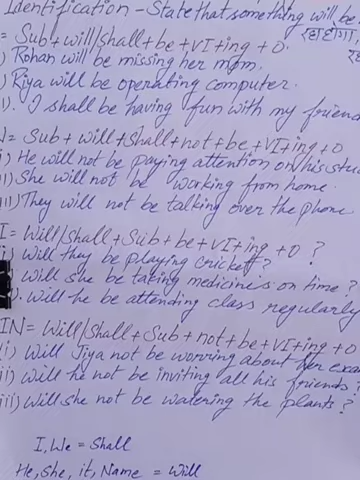 Identification - State that something will be
= Sub + will/shall + be + VI + ing + O.
) Rohan will be missing her mom.
) Riya will be operating computer.
I shall be having fun with my friend
N = Sub + will + shall + not + be + VI + ing + O
i) He will not be paying attention on his stu
ii) She will not be working from home.
iii) They will not be talking over the phone
I = Will/Shall + Sub + be + VI + ing + O ?
i) Will they be playing cricket?
Will she be taking medicines on time?
Will he be attending class regularly
IN = Will/Shall + Sub + not + be + VI + ing + O
(i) Will Jiya not be worrying about her exa
ii) Will he not be inviting all his friends?
iii) Will she not be watering the plants?
I, We = Shall
He, She, it, Name = Will